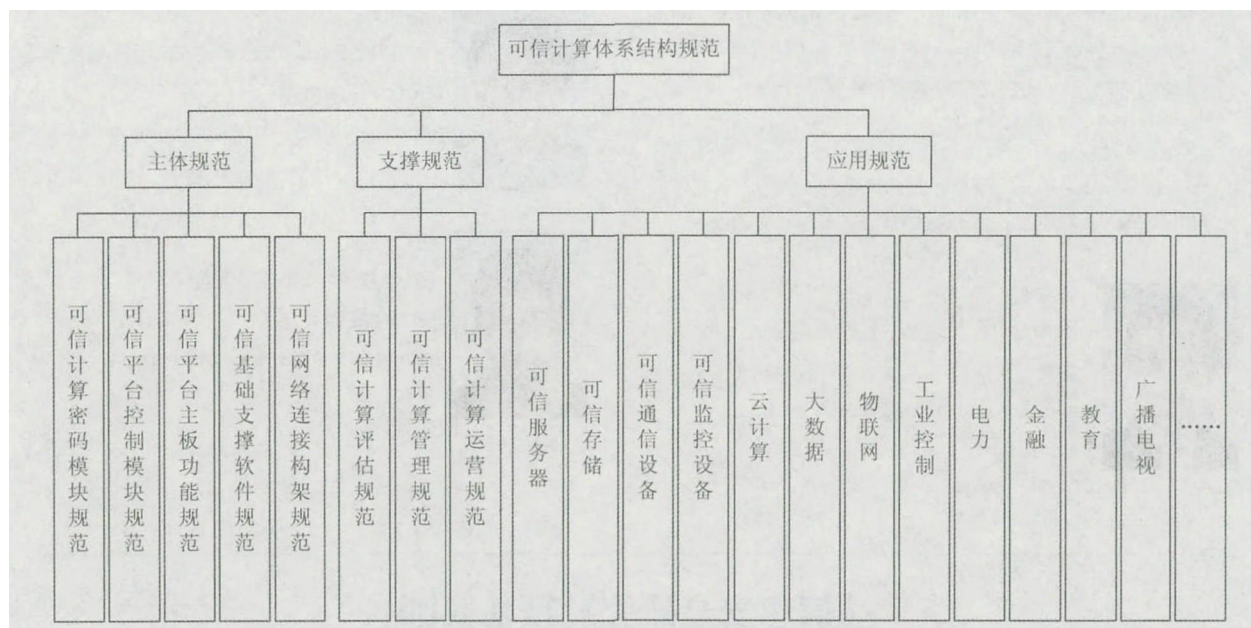 可信计算体系结构规范
主体规范
支撑规范
应用规范
可信计算密码模块规范
可信平台控制模块规范
可信平台主板功能规范
可信基础支撑软件规范
可信网络连接构架规范
可信计算评估规范
可信计算管理规范
可信计算运营规范
可信服务器
可信存储
可信通信设备
可信监控设备
云计算
大数据
物联网
工业控制
电力
金融
教育
广播电视
……